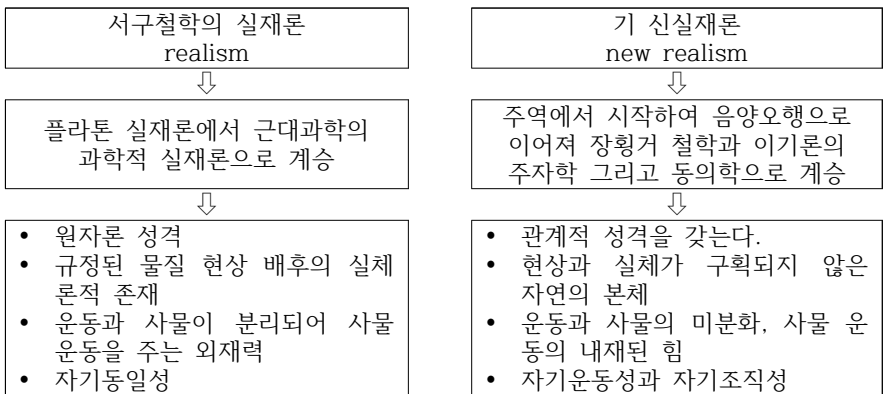 서구철학의 실재론
realism
플라톤 실재론에서 근대과학의
과학적 실재론으로 계승
• 원자론 성격
• 규정된 물질 현상 배후의 실체
론적 존재
• 운동과 사물이 분리되어 사물
운동을 주는 외재력
• 자기동일성
기 신실재론
new realism
주역에서 시작하여 음양오행으로
이어져 장횡거 철학과 이기론의
주자학 그리고 동의학으로 계승
• 관계적 성격을 갖는다.
• 현상과 실체가 구획되지 않은
자연의 본체
• 운동과 사물의 미분화, 사물 운
동의 내재된 힘
• 자기운동성과 자기조직성